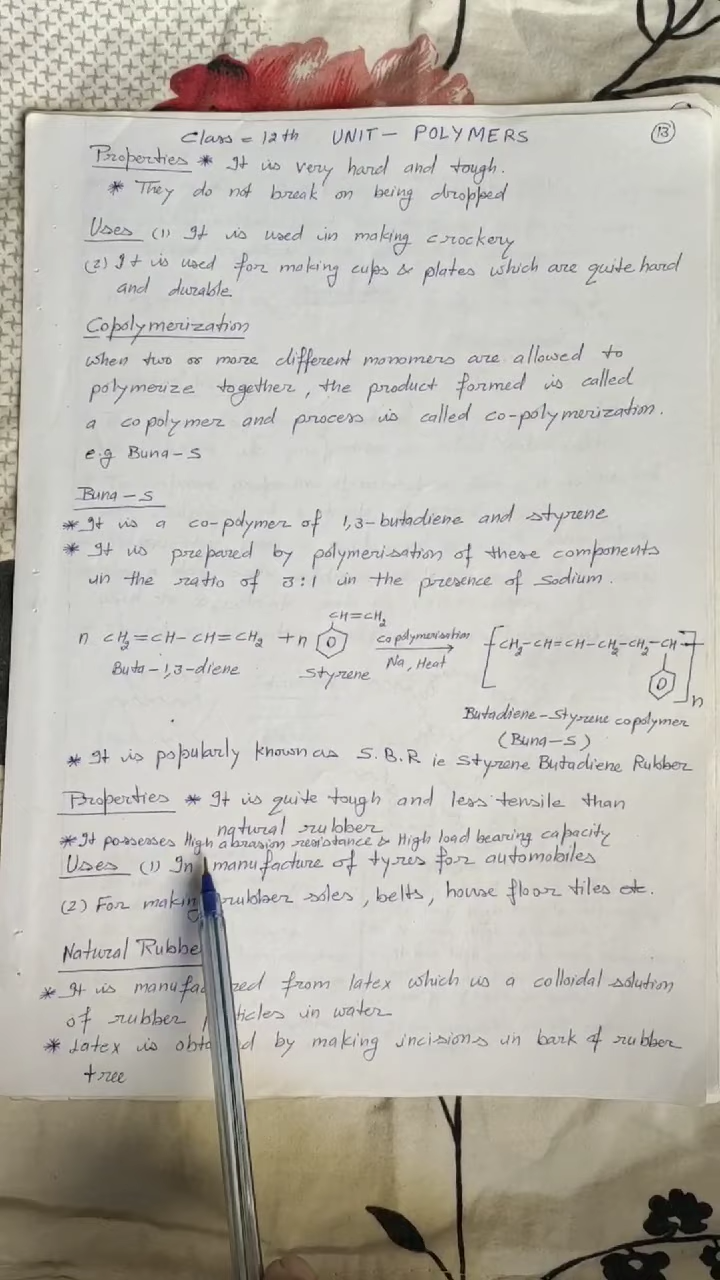 Class = 12th UNIT - POLYMERS
13
Properties * It is very hard and tough.
* They do not break on being dropped
Uses (1) It is used in making crockery
(2) It is used for making cups & plates which are quite hard
and durable
Copolymerization
when two or more different monomers are allowed to
polymerize together, the product formed is called
a copolymer and process is called co-polymerization.
e.g Buna-S
Buna-S
* It is a co-polymer of 1,3-butadiene and styrene
* It is prepared by polymerisation of these components
in the ratio of 3:1 in the presence of Sodium.
CH=CH₂
n CH₂=CH-CH=CH₂ + n Copolymerisation [CH₂-CH=CH-CH₂-CH₂-CH]n
Na, Heat
Buta-1,3-diene Styrene
Butadiene-Styrene copolymer
(Buna-S)
* It is popularly known as S.B.R ie Styrene Butadiene Rubber
Properties * It is quite tough and less tensile than
natural rubber
* It possesses High abrasion resistance & High load bearing capacity
Uses (1) In manufacture of tyres for automobiles
(2) For making rubber soles, belts, house floor tiles etc.
Natural Rubbe
* It is manufa red from latex which is a colloidal solution
of rubber ticles in water
* Latex is obta d by making incisions in bark of rubber
tree